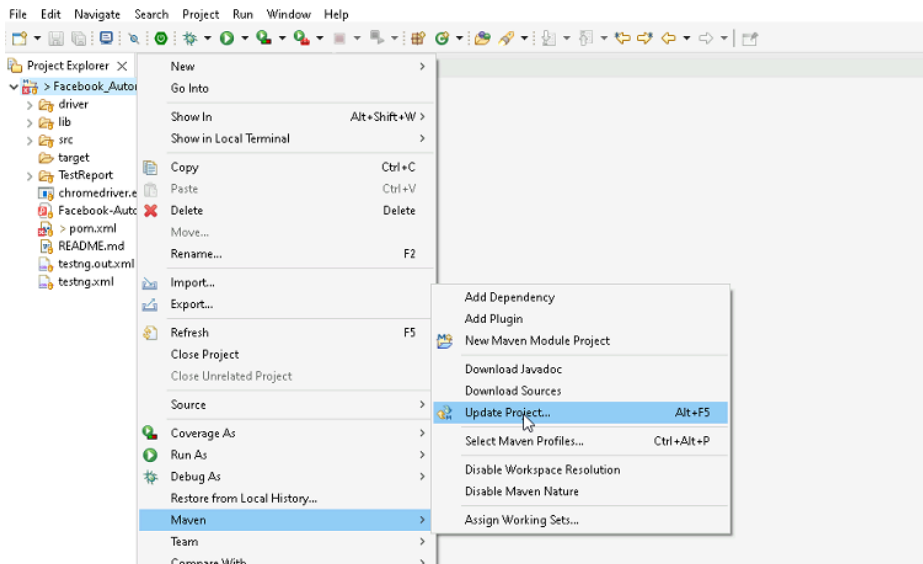 File Edit Navigate Search Project Run Window Help
Project Explorer
> Facebook_Autor
driver
lib
src
target
TestReport
chromedriver.e
Facebook-Auto
> pom.xml
README.md
testng.out.xml
testng.xml
New
Go Into
Show In Alt+Shift+W >
Show in Local Terminal
Copy Ctrl+C
Paste Ctrl+V
Delete Delete
Move...
Rename... F2
Import...
Export...
Refresh F5
Close Project
Close Unrelated Project
Source
Coverage As
Run As
Debug As
Restore from Local History...
Maven
Team
Compare With
Add Dependency
Add Plugin
New Maven Module Project
Download Javadoc
Download Sources
Update Project... Alt+F5
Select Maven Profiles... Ctrl+Alt+P
Disable Workspace Resolution
Disable Maven Nature
Assign Working Sets...